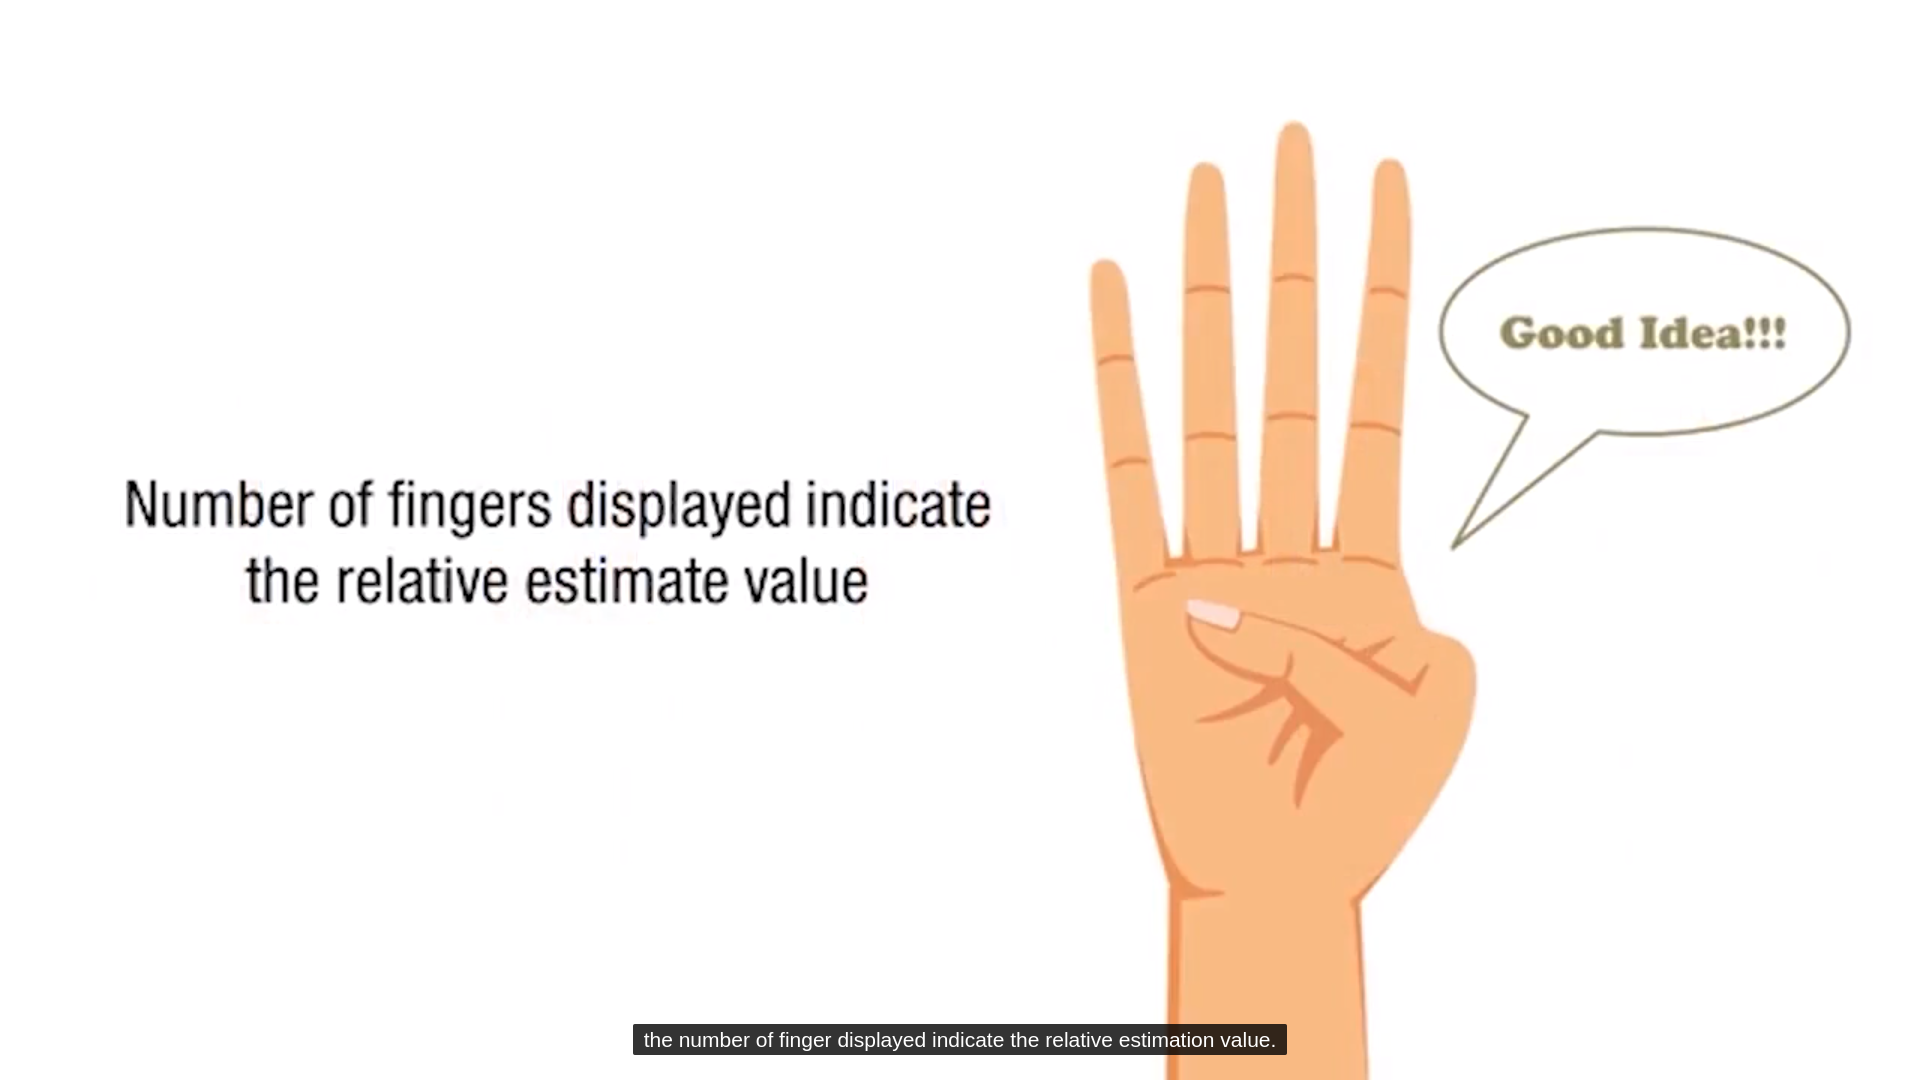 Good Idea!!!
Number of fingers displayed indicate
the relative estimate value
the number of finger displayed indicate the relative estimation value.